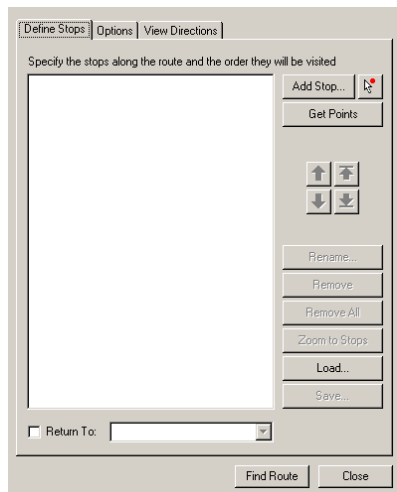 Define Stops Options View Directions
Specify the stops along the route and the order they will be visited
Add Stop...
Get Points
Rename...
Remove
Remove All
Zoom to Stops
Load...
Save...
Return To:
Find Route Close